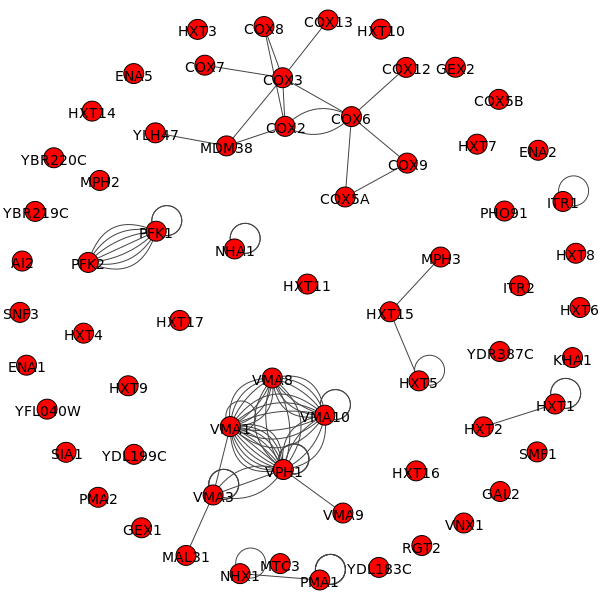 COX13
COX8
HXT3
HXT10
COX7
COX12
GEX2
ENA5
COX3
COX5B
HXT14
COX6
COX2
YLH47
MDM38
HXT7
ENA2
YBR220C
COX9
MPH2
COX5A
ITR1
YBR219C
PHO91
PFK1
NHA1
HXT8
MPH3
AI2
PFK2
HXT11
ITR2
HXT6
SNF3
HXT15
HXT17
HXT4
YDR387C
KHA1
ENA1
VMA8
HXT5
HXT9
HXT1
YFL040W
VMA10
VMA1
HXT2
SIA1
YDL199C
SMF1
VPH1
HXT16
PMA2
VMA3
GAL2
VMA9
GEX1
VNX1
RGT2
MAL31
MTC3
YDL183C
NHX1
PMA1